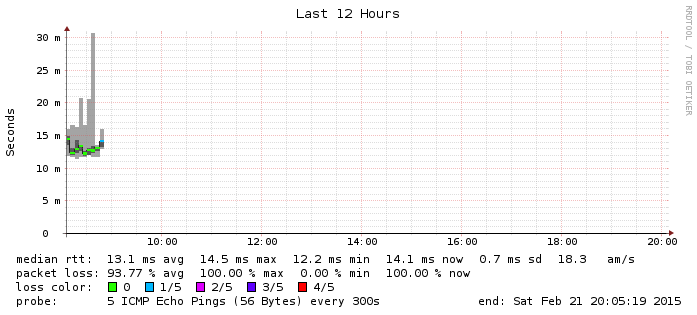 Last 12 Hours
RRDTOOL / TOBI OETIKER
Seconds
30 m
25 m
20 m
15 m
10 m
5 m
0
10:00 12:00 14:00 16:00 18:00 20:00
median rtt: 13.1 ms avg 14.5 ms max 12.2 ms min 14.1 ms now 0.7 ms sd 18.3 am/s
packet loss: 93.77 % avg 100.00 % max 0.00 % min 100.00 % now
loss color: 0 1/5 2/5 3/5 4/5
probe: 5 ICMP Echo Pings (56 Bytes) every 300s end: Sat Feb 21 20:05:19 2015